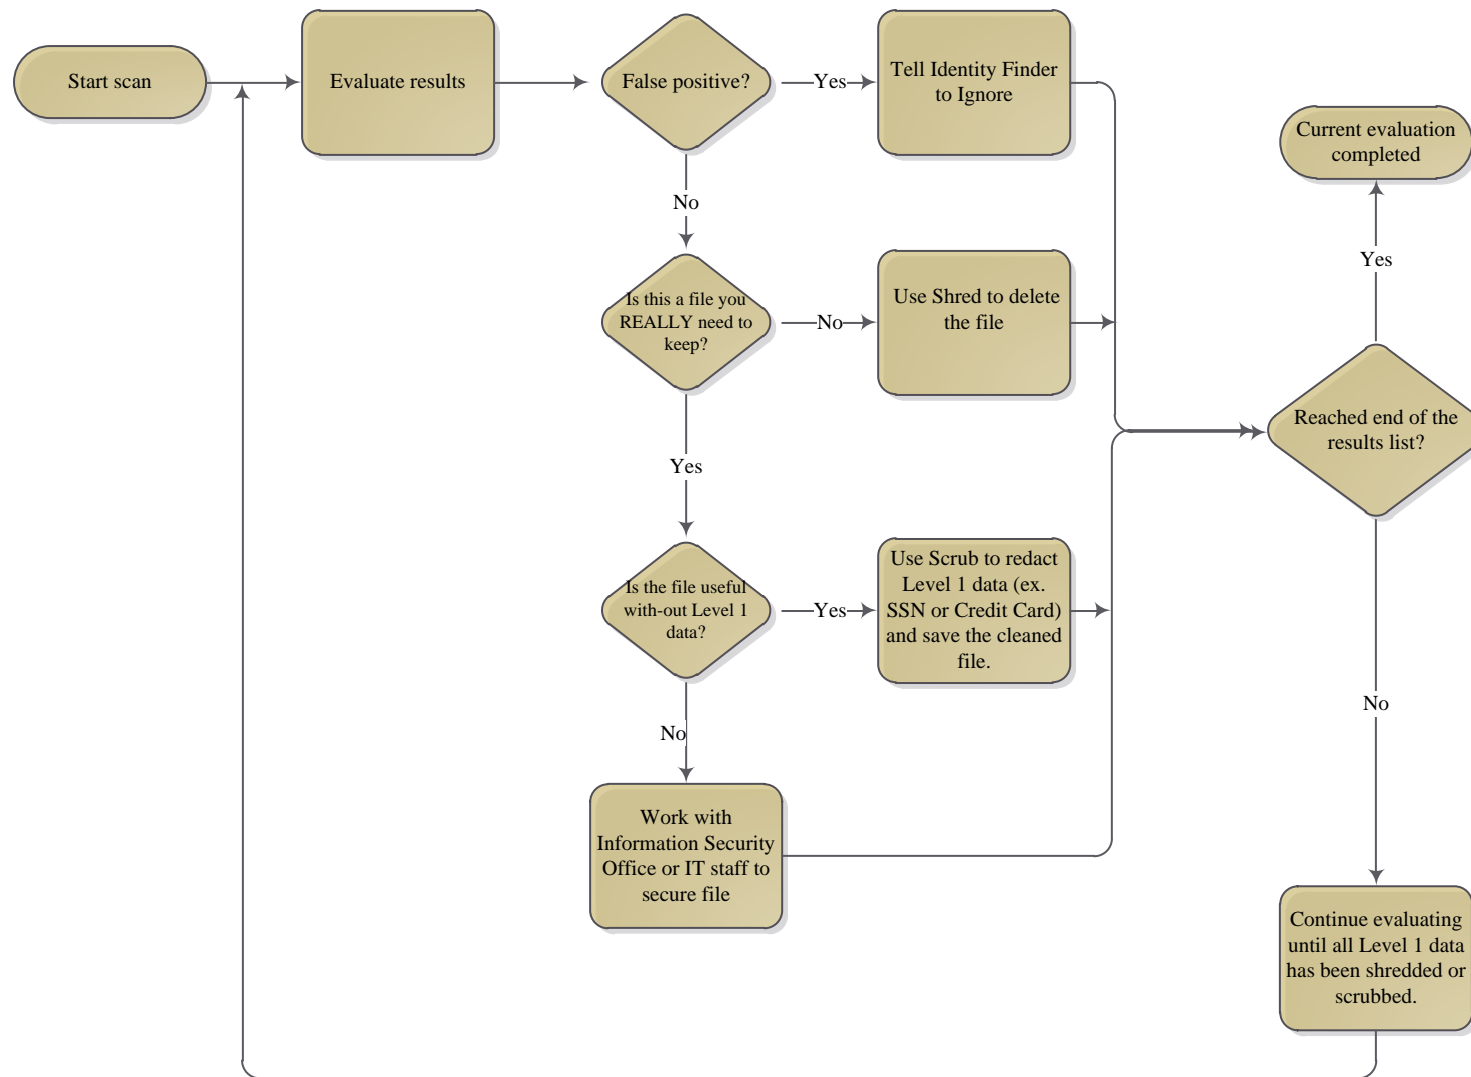 Start scan
Evaluate results
False positive?
Yes
Tell Identity Finder
to Ignore
Current evaluation
completed
No
Yes
Is this a file you
REALLY need to
keep?
No
Use Shred to delete
the file
Reached end of the
results list?
Yes
Is the file useful
with-out Level 1
data?
Yes
Use Scrub to redact
Level 1 data (ex.
SSN or Credit Card)
and save the cleaned
file.
No
No
Work with
Information Security
Office or IT staff to
secure file
Continue evaluating
until all Level 1 data
has been shredded or
scrubbed.